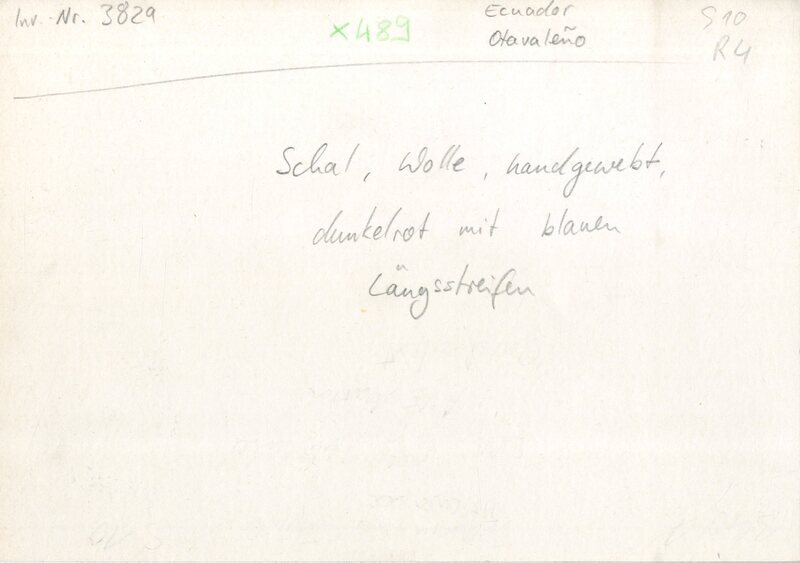 Inv.-Nr. 3829
x489
Ecuador
Otavaleño
S10
R4
Schal, Wolle, handgewebt,
dunkelrot mit blauen
Längsstreifen